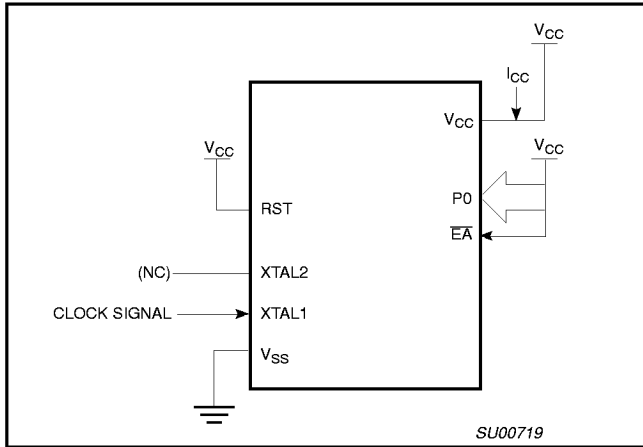 VCC
ICC
VCC
VCC
VCC
P0
RST
EA
(NC)
XTAL2
CLOCK SIGNAL
XTAL1
VSS
SU00719